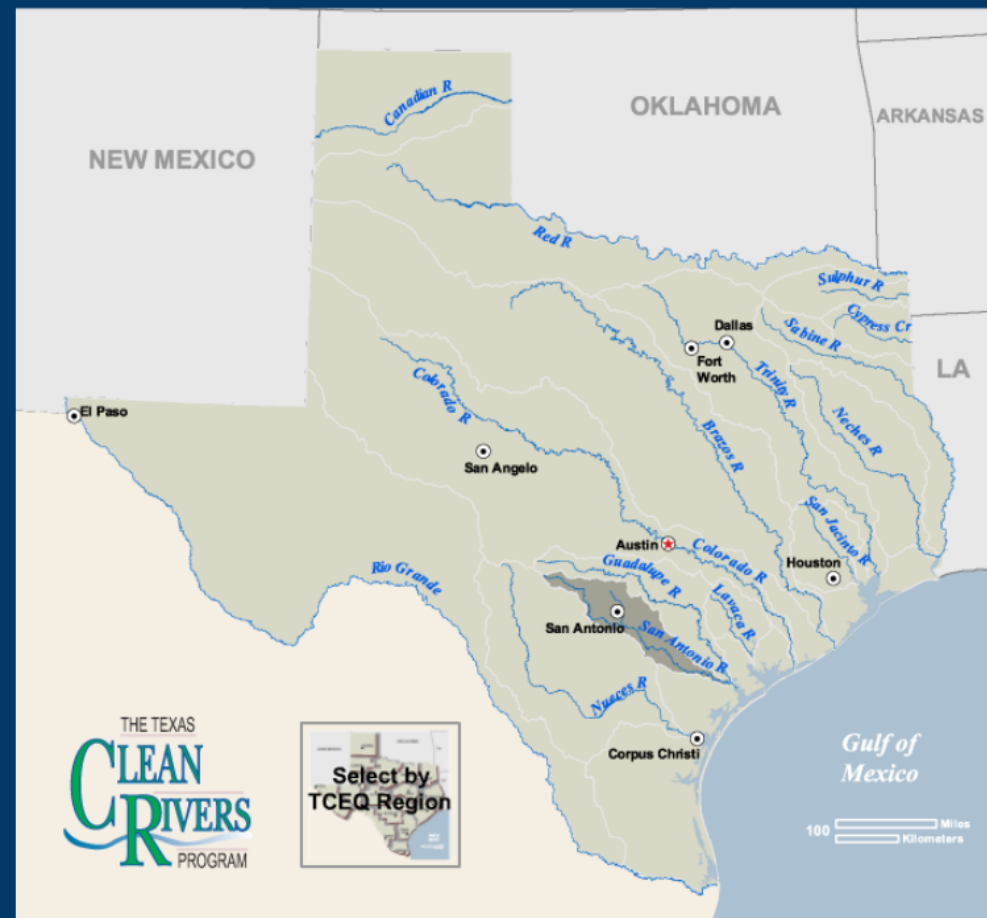 Canadian R
OKLAHOMA
ARKANSAS
NEW MEXICO
Red R
Sulphur R
Cypress Cr
Dallas
Sabine R
Fort
Worth
Trinity R
LA
Colorado R
El Paso
Neches R
Brazos R
San Angelo
San Jacinto R
Austin
Colorado R
Houston
Guadalupe R
Rio Grande
Lavaca R
San Antonio
San Antonio R
Nueces R
Corpus Christi
Gulf of
Mexico
THE TEXAS
CLEAN
RIVERS
PROGRAM
Select by
TCEQ Region
100
Miles
Kilometers